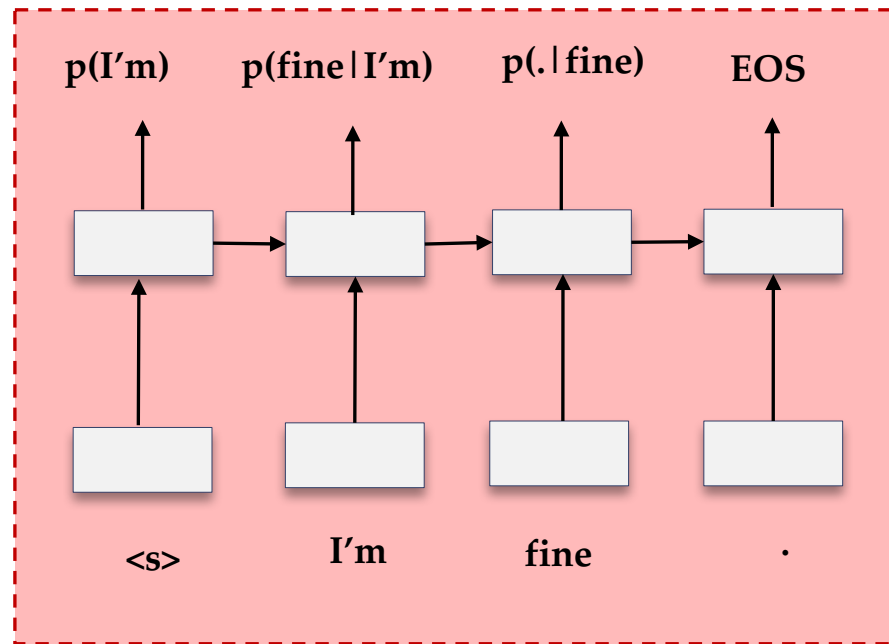 p(I’m) p(fine|I’m) p(.|fine) EOS
<s> I’m fine .